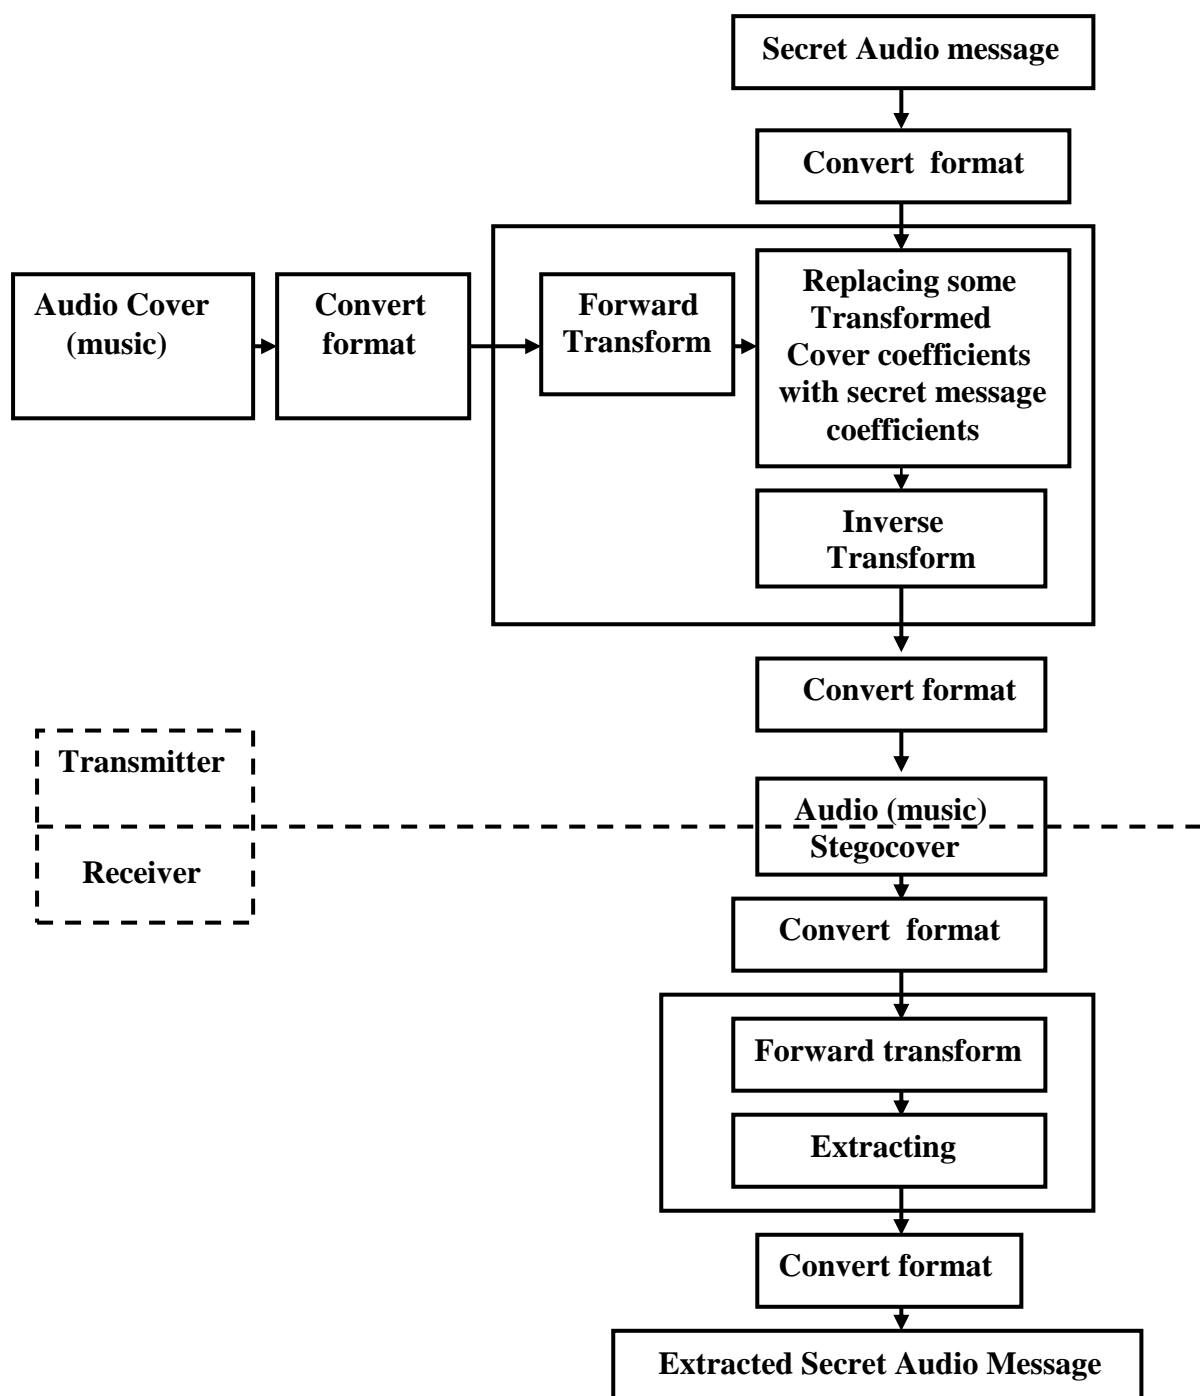 Secret Audio message
Convert format
Audio Cover
(music)
Convert
format
Forward
Transform
Replacing some
Transformed
Cover coefficients
with secret message
coefficients
Inverse
Transform
Convert format
Transmitter
Audio (music)
Stegocover
Receiver
Convert format
Forward transform
Extracting
Convert format
Extracted Secret Audio Message